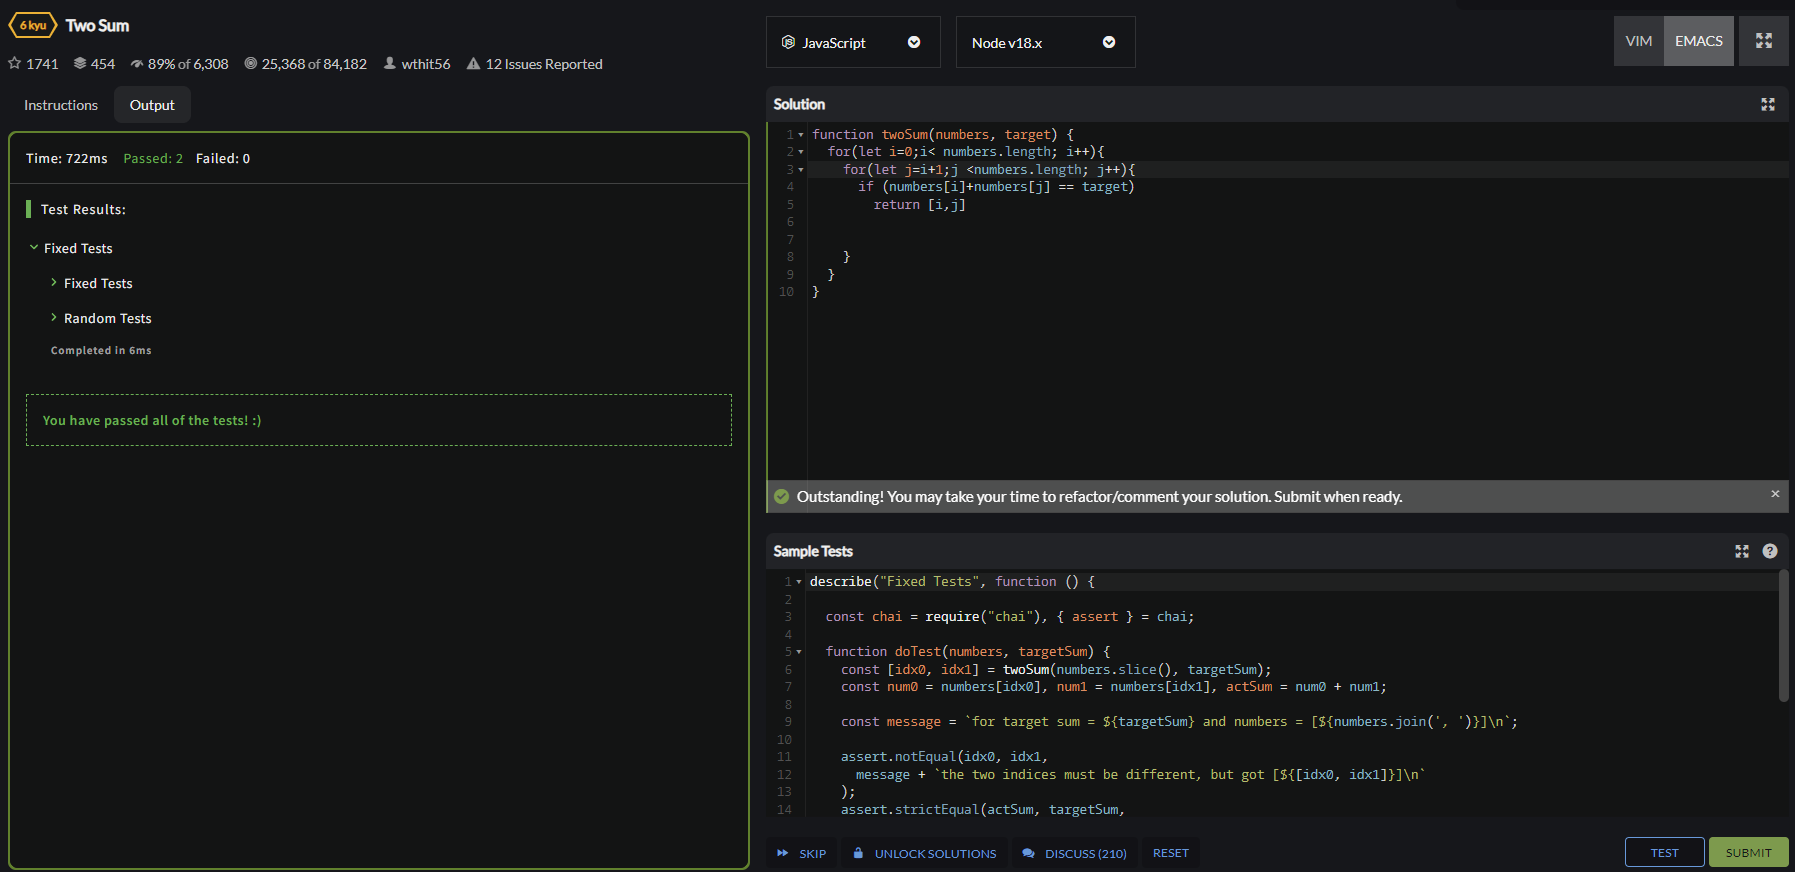 6 kyu Two Sum
1741 454 89% of 6,308 25,368 of 84,182 wthit56 12 Issues Reported
Instructions Output
Time: 722ms Passed: 2 Failed: 0
Test Results:
Fixed Tests
Fixed Tests
Random Tests
Completed in 6ms
You have passed all of the tests! :)
JavaScript Node v18.x VIM EMACS
Solution
1 function twoSum(numbers, target) {
2 for(let i=0;i< numbers.length; i++){
3 for(let j=i+1;j <numbers.length; j++){
4 if (numbers[i]+numbers[j] == target)
5 return [i,j]
6
7
8 }
9 }
10 }
Outstanding! You may take your time to refactor/comment your solution. Submit when ready. ×
Sample Tests ?
1 describe("Fixed Tests", function () {
2
3 const chai = require("chai"), { assert } = chai;
4
5 function doTest(numbers, targetSum) {
6 const [idx0, idx1] = twoSum(numbers.slice(), targetSum);
7 const num0 = numbers[idx0], num1 = numbers[idx1], actSum = num0 + num1;
8
9 const message = `for target sum = ${targetSum} and numbers = [${numbers.join(', ')}]\n`;
10
11 assert.notEqual(idx0, idx1,
12 message + `the two indices must be different, but got [${[idx0, idx1]}]\n`
13 );
14 assert.strictEqual(actSum, targetSum,
SKIP UNLOCK SOLUTIONS DISCUSS (210) RESET TEST SUBMIT